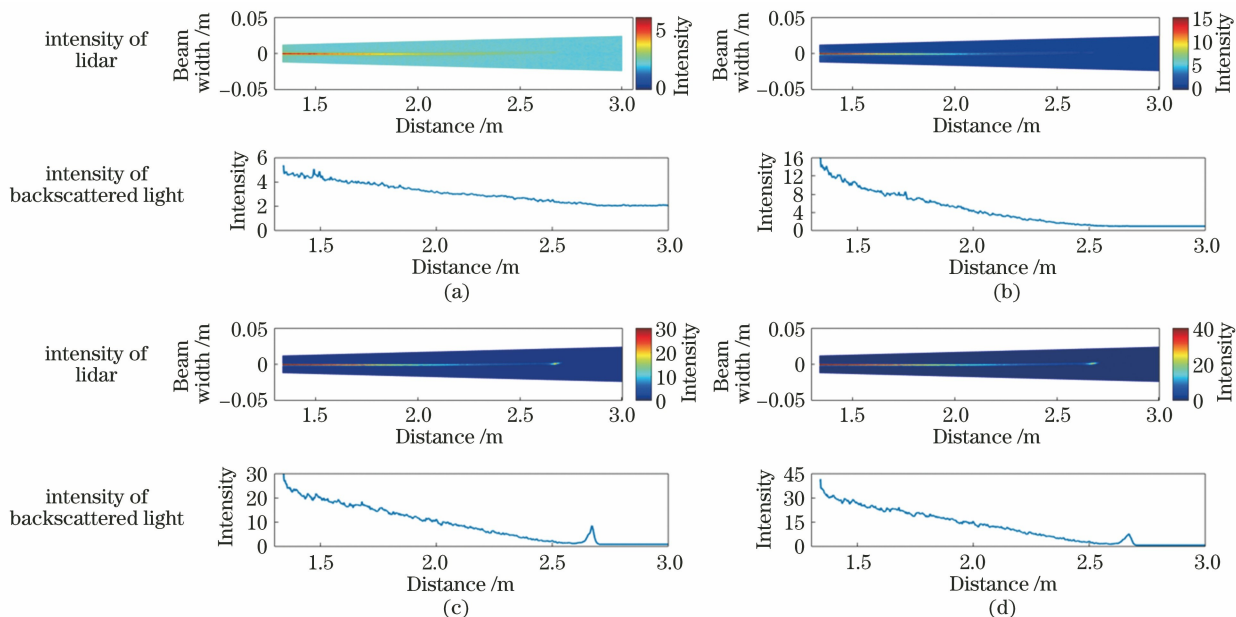 intensity of
lidar
Beam
width /m
0.05
0
−0.05
1.5 2.0 2.5 3.0
Distance /m
5
0
Intensity
Beam
width /m
0.05
0
−0.05
1.5 2.0 2.5 3.0
Distance /m
15
10
5
0
Intensity
intensity of
backscattered light
Intensity
6
4
2
0
1.5 2.0 2.5 3.0
Distance /m
(a)
Intensity
16
12
8
4
0
1.5 2.0 2.5 3.0
Distance /m
(b)
intensity of
lidar
Beam
width /m
0.05
0
−0.05
1.5 2.0 2.5 3.0
Distance /m
30
20
10
0
Intensity
Beam
width /m
0.05
0
−0.05
1.5 2.0 2.5 3.0
Distance /m
40
20
0
Intensity
intensity of
backscattered light
Intensity
30
20
10
0
1.5 2.0 2.5 3.0
Distance /m
(c)
Intensity
45
30
15
0
1.5 2.0 2.5 3.0
Distance /m
(d)